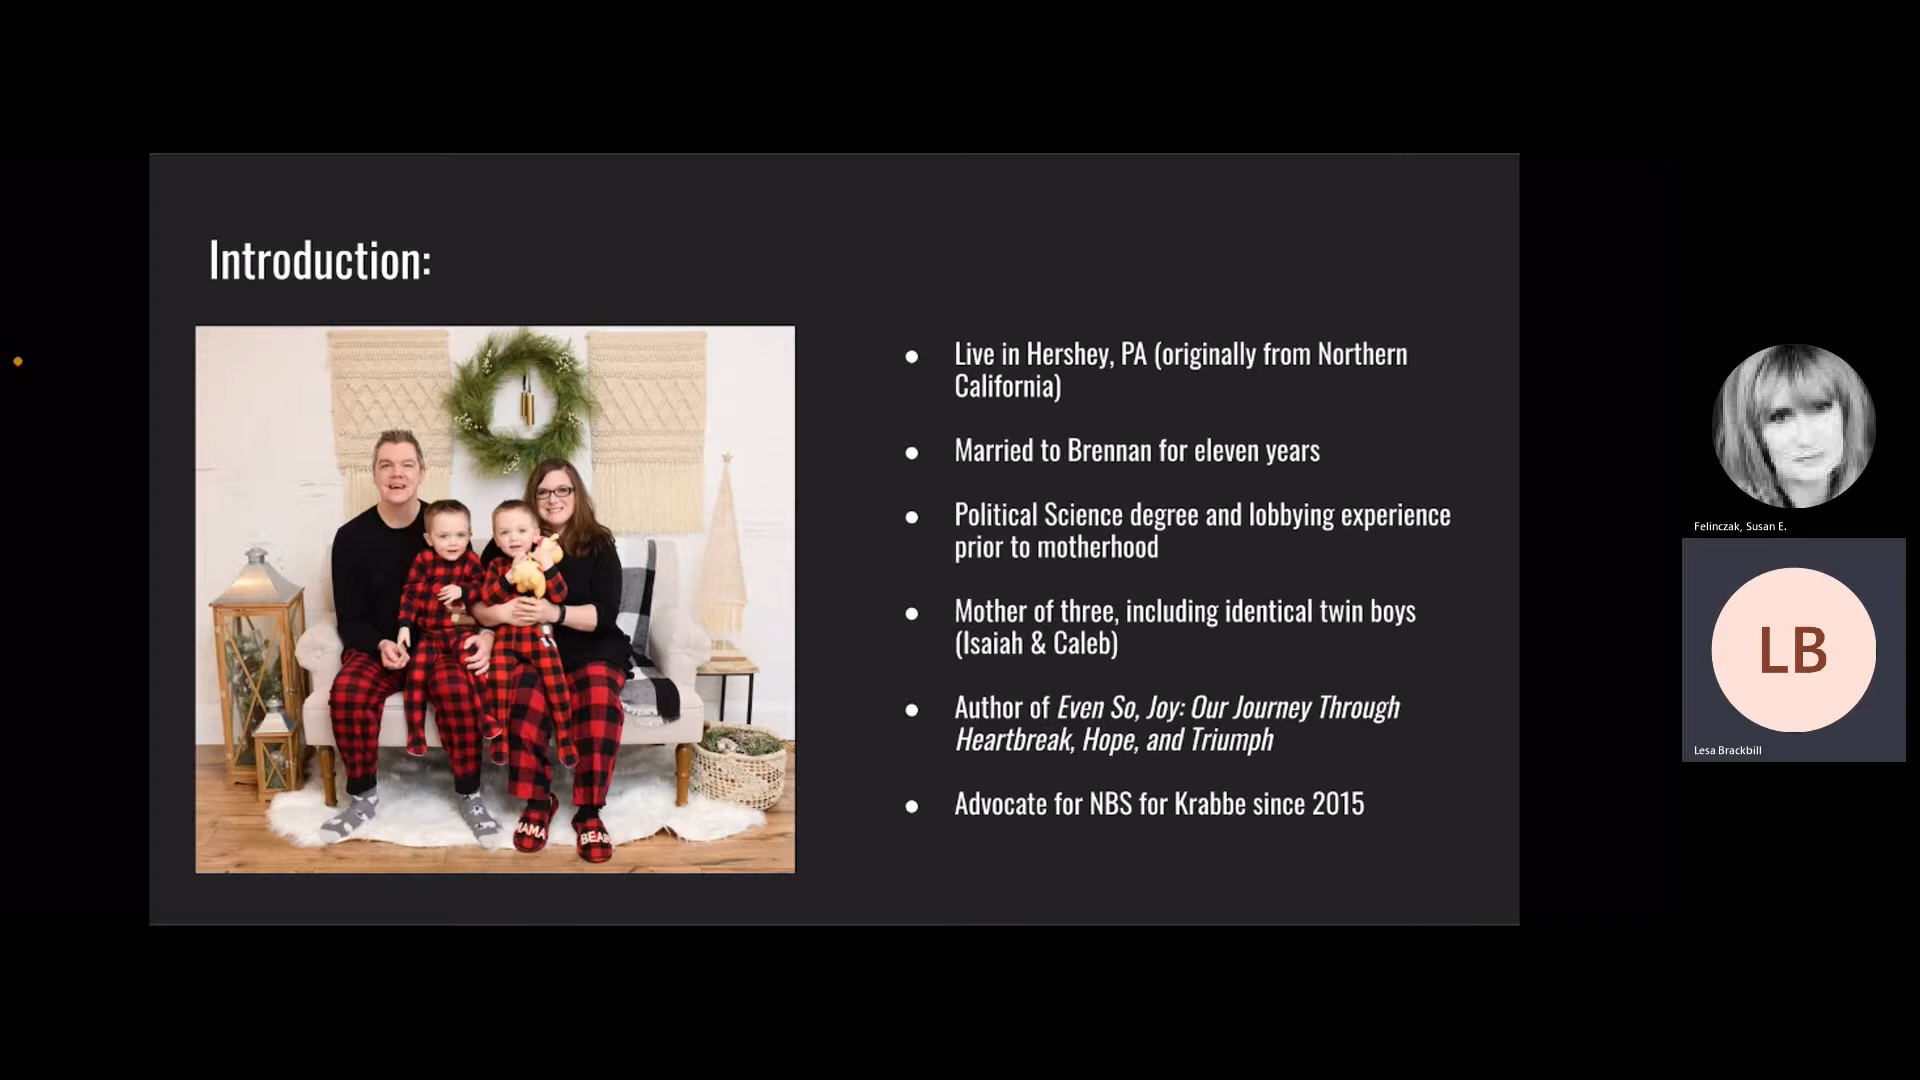 Introduction:
● Live in Hershey, PA (originally from Northern
California)
● Married to Brennan for eleven years
● Political Science degree and lobbying experience
prior to motherhood
● Mother of three, including identical twin boys
(Isaiah & Caleb)
● Author of Even So, Joy: Our Journey Through
Heartbreak, Hope, and Triumph
● Advocate for NBS for Krabbe since 2015
MAMA
BEAR
Felinczak, Susan E.
LB
Lesa Brackbill